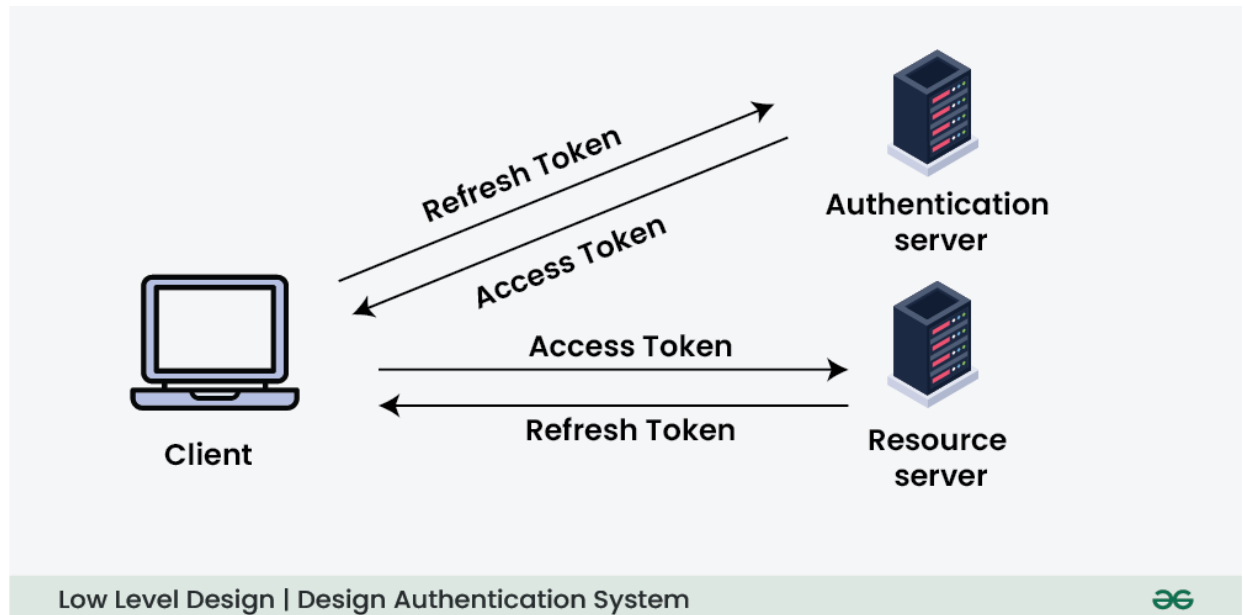 Refresh Token
Access Token
Authentication
server
Access Token
Refresh Token
Client
Resource
server
Low Level Design | Design Authentication System